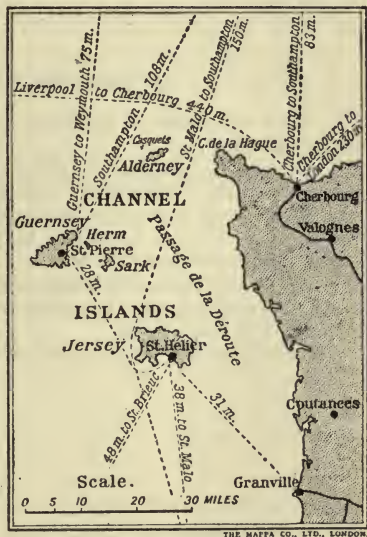 Guernsey to Weymouth 75 m.
Southampton 108 m.
St. Malo to Southampton
150 m.
Cherbourg to Southampton
83 m.
Liverpool to Cherbourg 440 m.
Cherbourg to
London 230 m.
Casquets
Alderney
C. de la Hague
Cherbourg
CHANNEL
Valognes
Guernsey
Herm
St. Pierre
Sark
28 m.
Passage de la Déroute
ISLANDS
Jersey
St. Helier
48 m. to St. Brieuc
38 m. to St. Malo
31 m.
Coutances
Granville
Scale.
0 5 10 20 30 MILES
THE MAPPA CO., LTD., LONDON